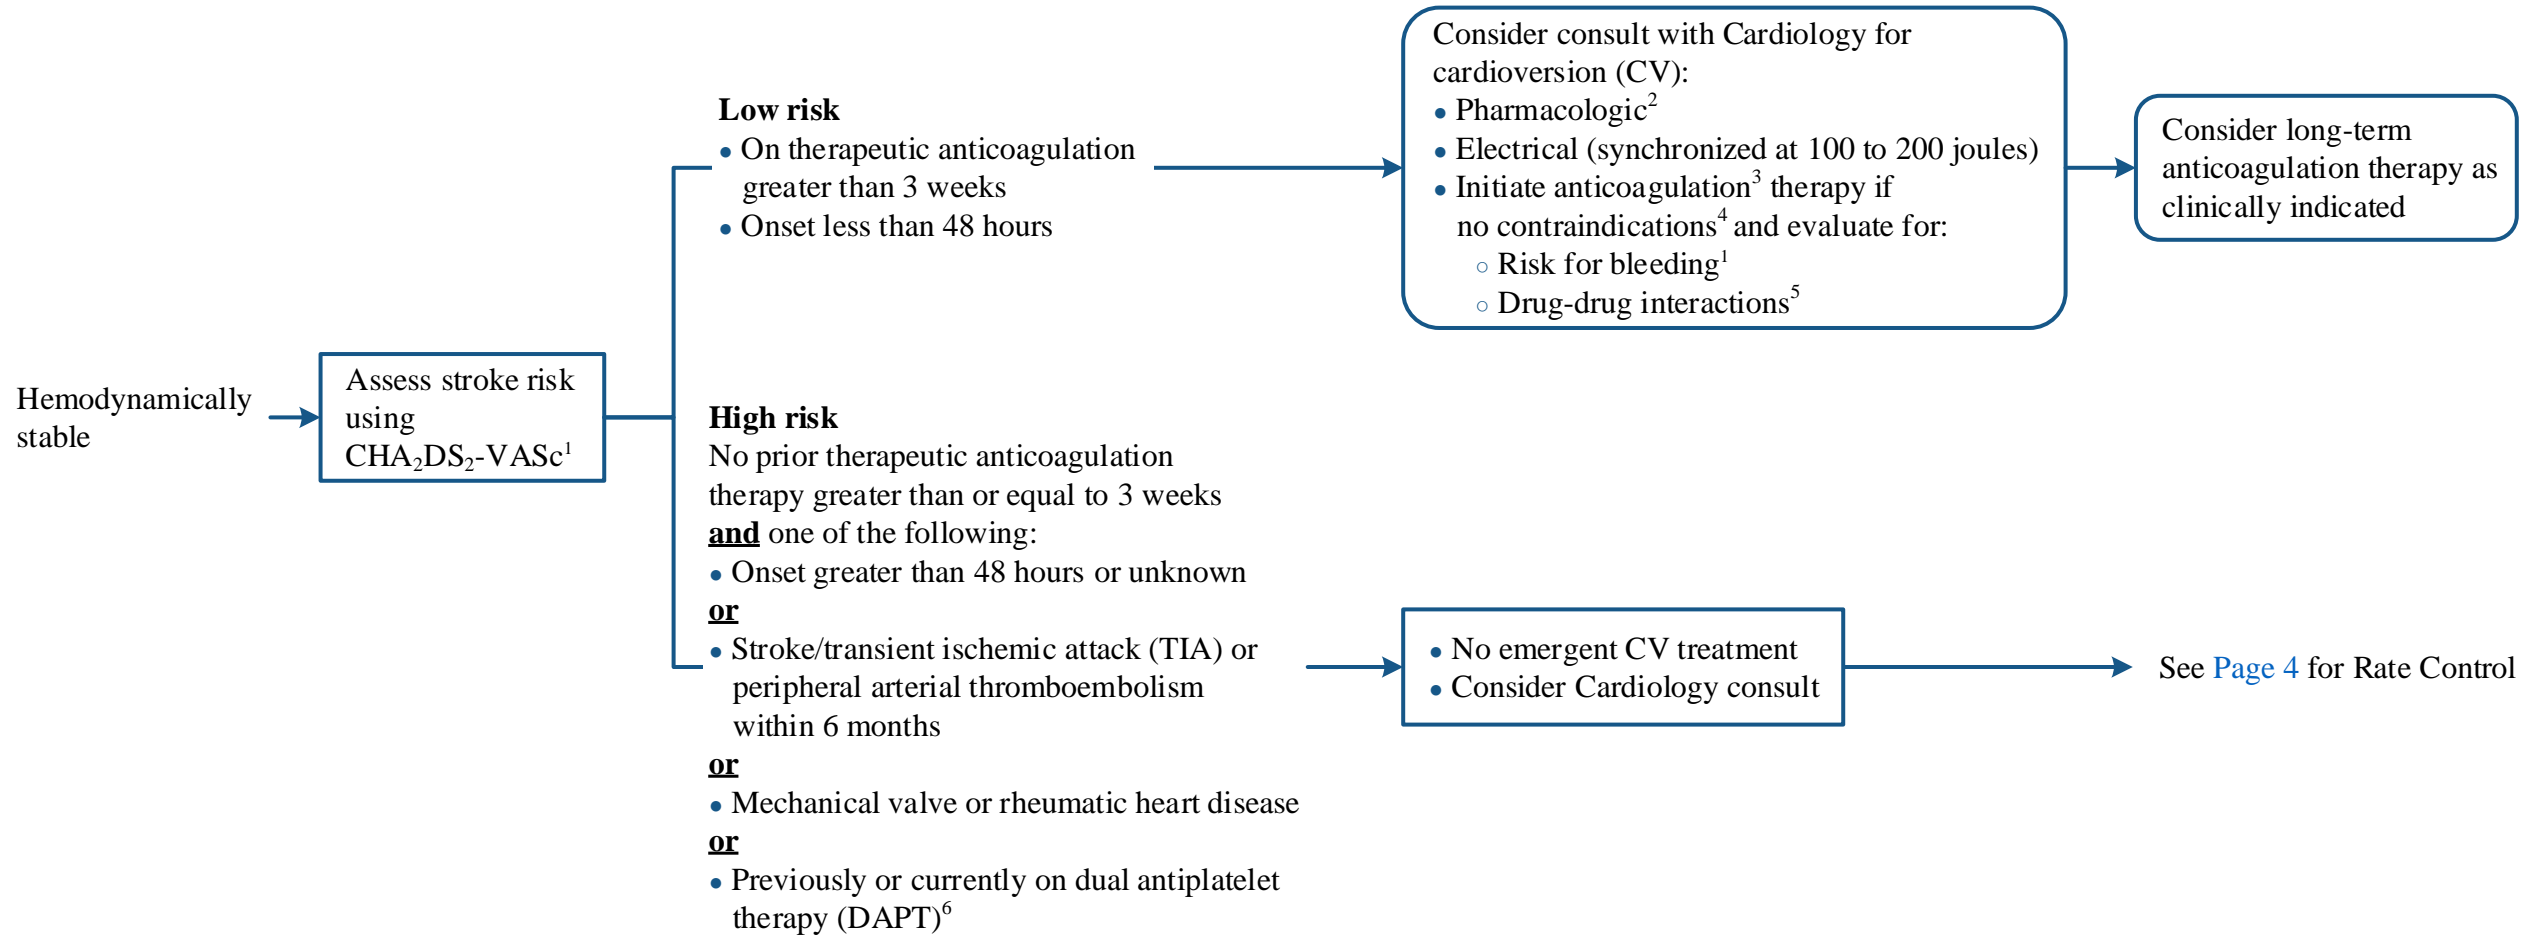 Hemodynamically
stable
Assess stroke risk
using
CHA₂DS₂-VASc¹
Low risk
● On therapeutic anticoagulation
greater than 3 weeks
● Onset less than 48 hours
Consider consult with Cardiology for
cardioversion (CV):
● Pharmacologic²
● Electrical (synchronized at 100 to 200 joules)
● Initiate anticoagulation³ therapy if
no contraindications⁴ and evaluate for:
○ Risk for bleeding¹
○ Drug-drug interactions⁵
Consider long-term
anticoagulation therapy as
clinically indicated
High risk
No prior therapeutic anticoagulation
therapy greater than or equal to 3 weeks
and one of the following:
● Onset greater than 48 hours or unknown
or
● Stroke/transient ischemic attack (TIA) or
peripheral arterial thromboembolism
within 6 months
or
● Mechanical valve or rheumatic heart disease
or
● Previously or currently on dual antiplatelet
therapy (DAPT)⁶
● No emergent CV treatment
● Consider Cardiology consult
See Page 4 for Rate Control